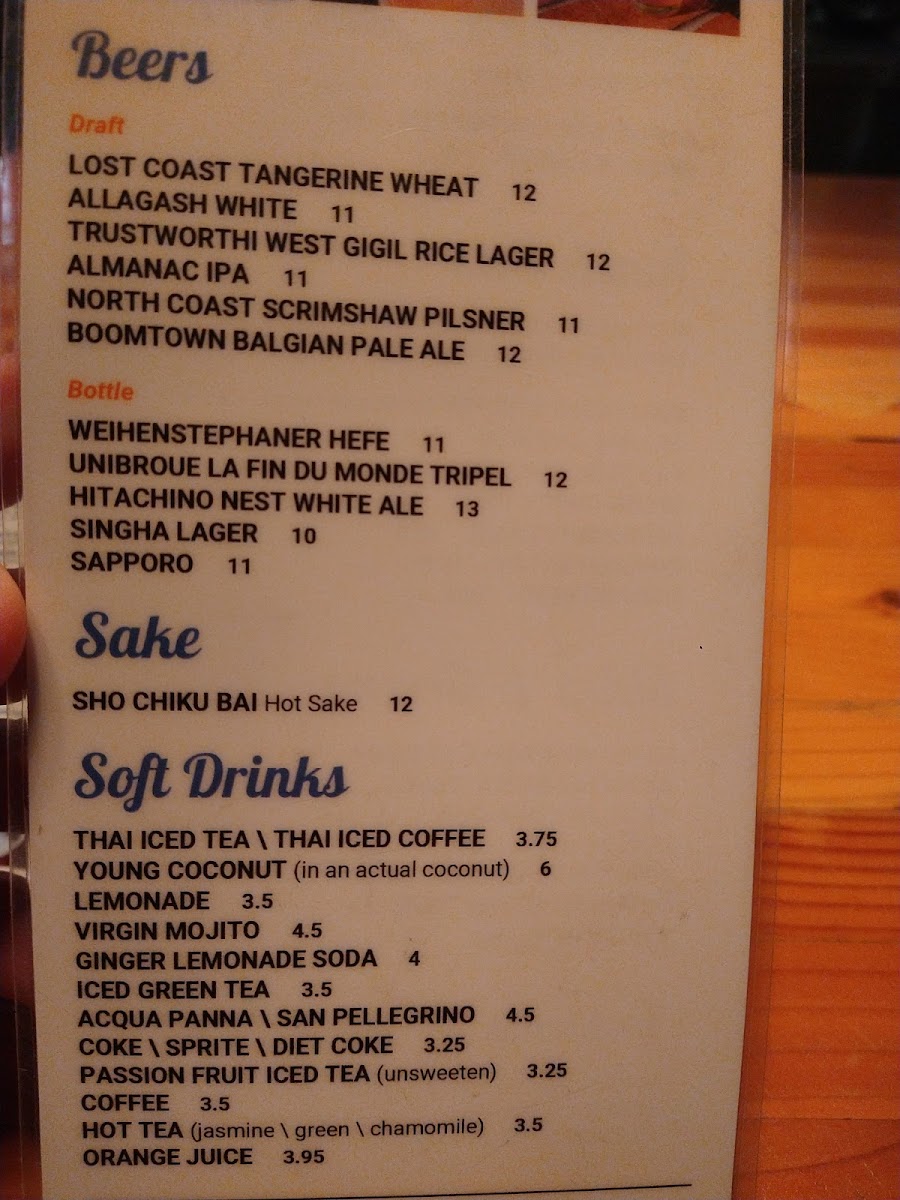 Beers
Draft
LOST COAST TANGERINE WHEAT 12
ALLAGASH WHITE 11
TRUSTWORTHI WEST GIGIL RICE LAGER 12
ALMANAC IPA 11
NORTH COAST SCRIMSHAW PILSNER 11
BOOMTOWN BALGIAN PALE ALE 12
Bottle
WEIHENSTEPHANER HEFE 11
UNIBROUE LA FIN DU MONDE TRIPEL 12
HITACHINO NEST WHITE ALE 13
SINGHA LAGER 10
SAPPORO 11
Sake
SHO CHIKU BAI Hot Sake 12
Soft Drinks
THAI ICED TEA \ THAI ICED COFFEE 3.75
YOUNG COCONUT (in an actual coconut) 6
LEMONADE 3.5
VIRGIN MOJITO 4.5
GINGER LEMONADE SODA 4
ICED GREEN TEA 3.5
ACQUA PANNA \ SAN PELLEGRINO 4.5
COKE \ SPRITE \ DIET COKE 3.25
PASSION FRUIT ICED TEA (unsweeten) 3.25
COFFEE 3.5
HOT TEA (jasmine \ green \ chamomile) 3.5
ORANGE JUICE 3.95